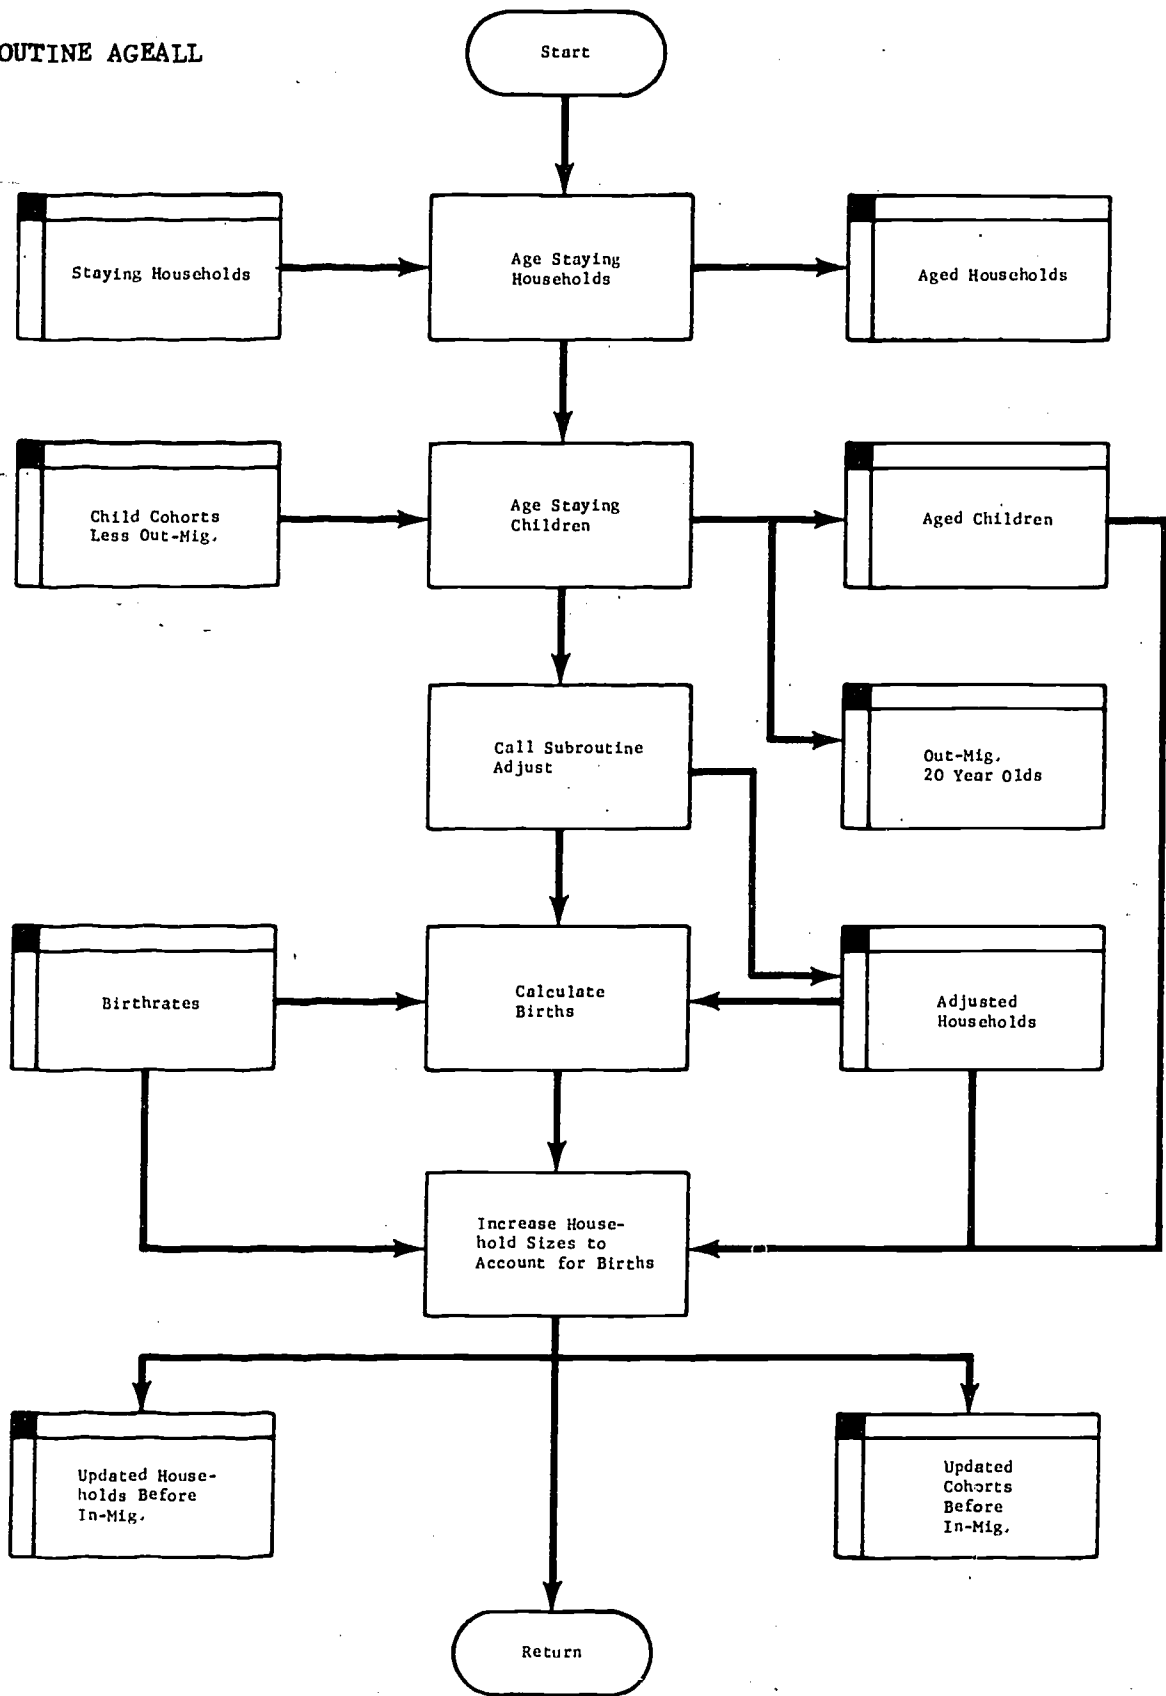 OUTINE AGEALL
Start
Staying Households
Age Staying
Households
Aged Households
Child Cohorts
Less Out-Mig.
Age Staying
Children
Aged Children
Call Subroutine
Adjust
Out-Mig.
20 Year Olds
Birthrates
Calculate
Births
Adjusted
Households
Increase House-
hold Sizes to
Account for Births
Updated House-
holds Before
In-Mig.
Updated
Cohorts
Before
In-Mig.
Return